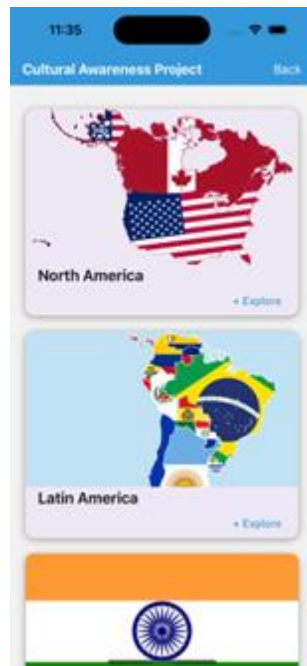 11:35
Cultural Awareness Project Back
North America
+ Explore
Latin America
+ Explore